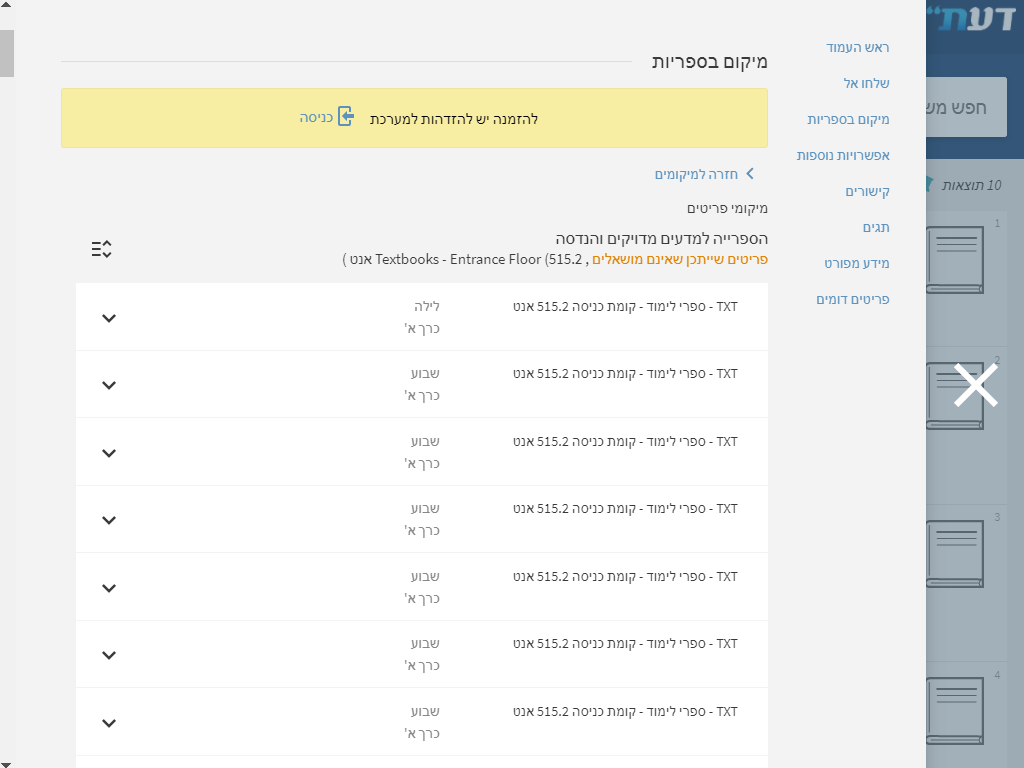 דעת"
חפש מש
10 תוצאות
1
2
3
4
ראש העמוד
שלחו אל
מיקום בספריות
אפשרויות נוספות
קישורים
תגים
מידע מפורט
פריטים דומים
מיקום בספריות
להזמנה יש להזדהות למערכת כניסה
חזרה למיקומים
מיקומי פריטים
הספרייה למדעים מדויקים והנדסה
פריטים שייתכן שאינם מושאלים , Textbooks - Entrance Floor (515.2 אנט )
TXT - ספרי לימוד - קומת כניסה 515.2 אנט לילה
כרך א'
TXT - ספרי לימוד - קומת כניסה 515.2 אנט שבוע
כרך א'
TXT - ספרי לימוד - קומת כניסה 515.2 אנט שבוע
כרך א'
TXT - ספרי לימוד - קומת כניסה 515.2 אנט שבוע
כרך א'
TXT - ספרי לימוד - קומת כניסה 515.2 אנט שבוע
כרך א'
TXT - ספרי לימוד - קומת כניסה 515.2 אנט שבוע
כרך א'
TXT - ספרי לימוד - קומת כניסה 515.2 אנט שבוע
כרך א'